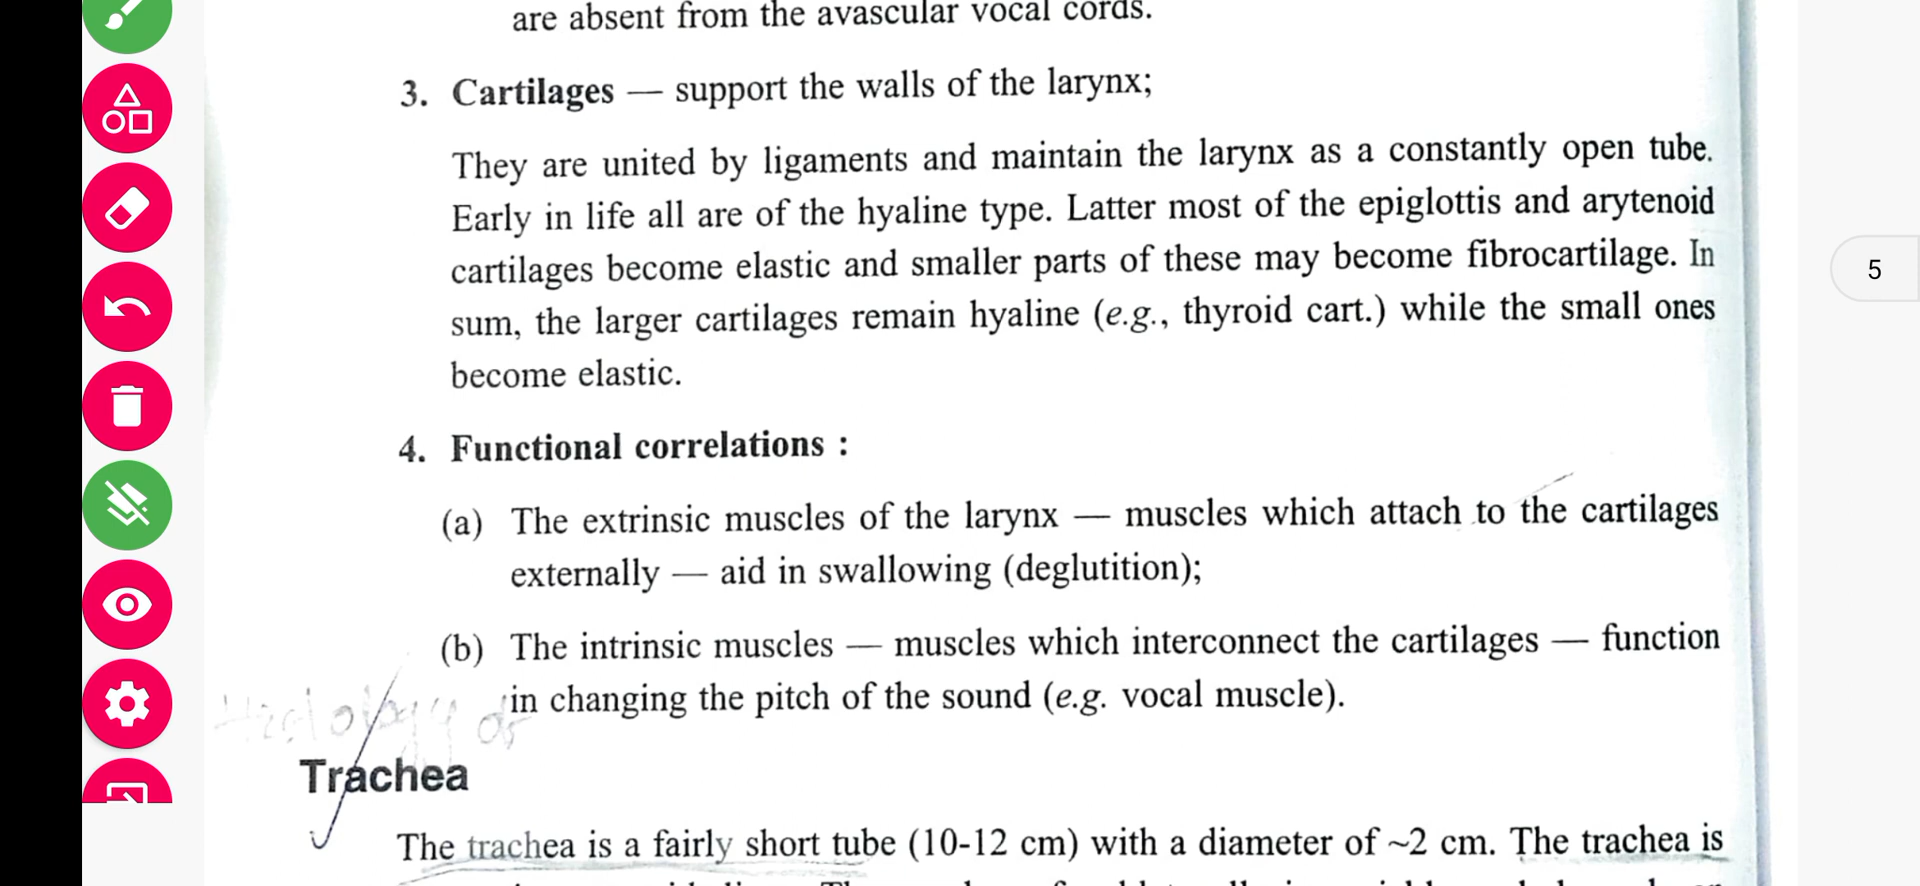 are absent from the avascular vocal cords.
3. Cartilages — support the walls of the larynx;
They are united by ligaments and maintain the larynx as a constantly open tube.
Early in life all are of the hyaline type. Latter most of the epiglottis and arytenoid
cartilages become elastic and smaller parts of these may become fibrocartilage. In
sum, the larger cartilages remain hyaline (e.g., thyroid cart.) while the small ones
become elastic.
5
4. Functional correlations :
(a) The extrinsic muscles of the larynx — muscles which attach to the cartilages
externally — aid in swallowing (deglutition);
(b) The intrinsic muscles — muscles which interconnect the cartilages — function
in changing the pitch of the sound (e.g. vocal muscle).
Histology of
Trachea
The trachea is a fairly short tube (10-12 cm) with a diameter of ~2 cm. The trachea is